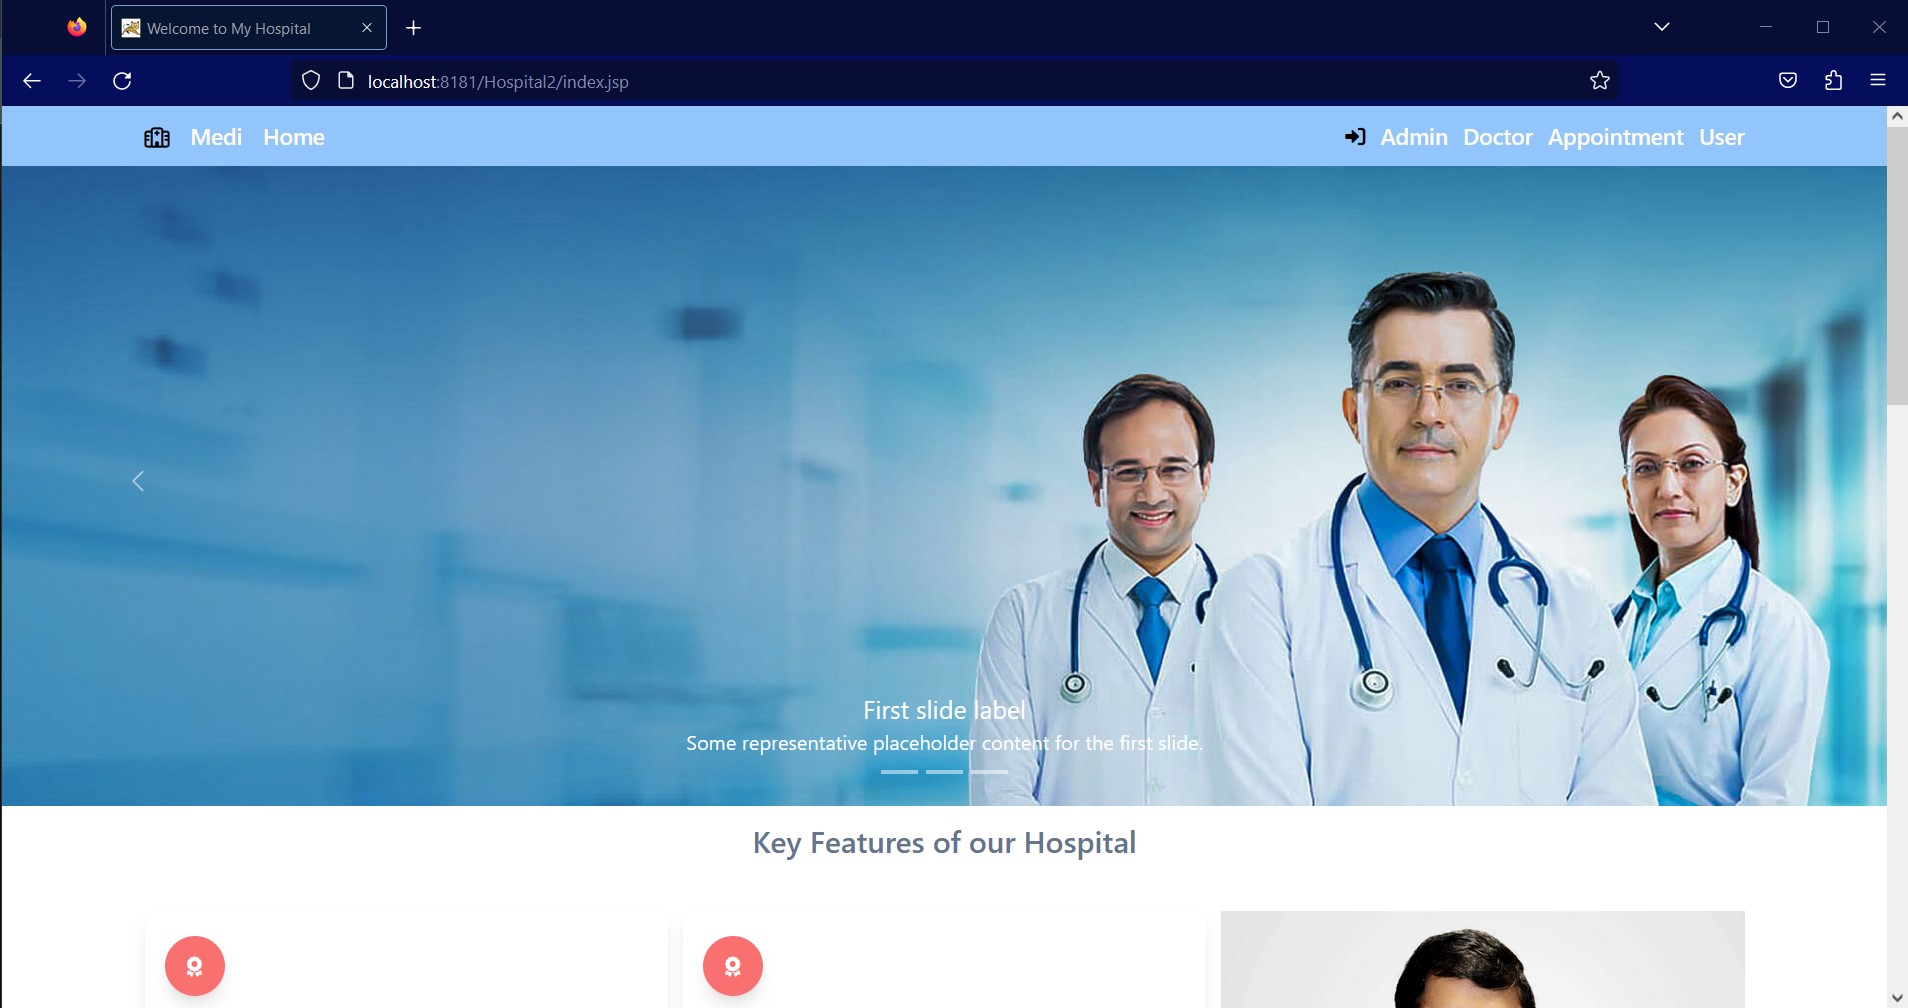 Welcome to My Hospital
localhost:8181/Hospital2/index.jsp
Medi Home Admin Doctor Appointment User
First slide label
Some representative placeholder content for the first slide.
Key Features of our Hospital